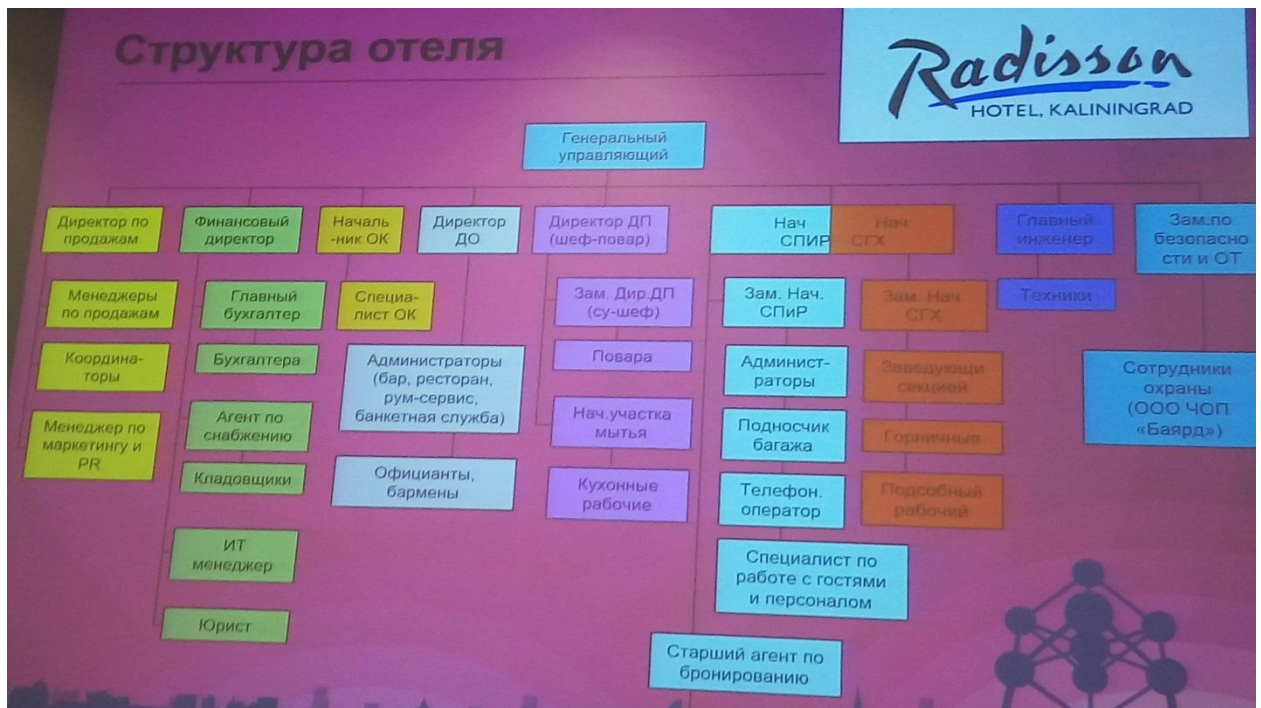 Структура отеля
Radisson
HOTEL, KALININGRAD
Генеральный
управляющий
Директор по
продажам
Финансовый
директор
Началь
-ник ОК
Директор
ДО
Директор ДП
(шеф-повар)
Нач
СПИР
Нач
СГХ
Главный
инженер
Зам.по
безопасно
сти и ОТ
Менеджеры
по продажам
Главный
бухгалтер
Специа-
лист ОК
Зам. Дир.ДП
(су-шеф)
Зам. Нач.
СПиР
Зам. Нач.
СГХ
Техники
Координа-
торы
Бухгалтера
Администраторы
(бар, ресторан,
рум-сервис,
банкетная служба)
Повара
Админист-
раторы
Заведующи
секцией
Сотрудники
охраны
(ООО ЧОП
«Баярд»)
Менеджер по
маркетингу и
PR
Агент по
снабжению
Нач.участка
мытья
Подносчик
багажа
Горничные
Кладовщики
Официанты,
бармены
Кухонные
рабочие
Телефон.
оператор
Подсобный
рабочий
ИТ
менеджер
Специалист по
работе с гостями
и персоналом
Юрист
Старший агент по
бронированию